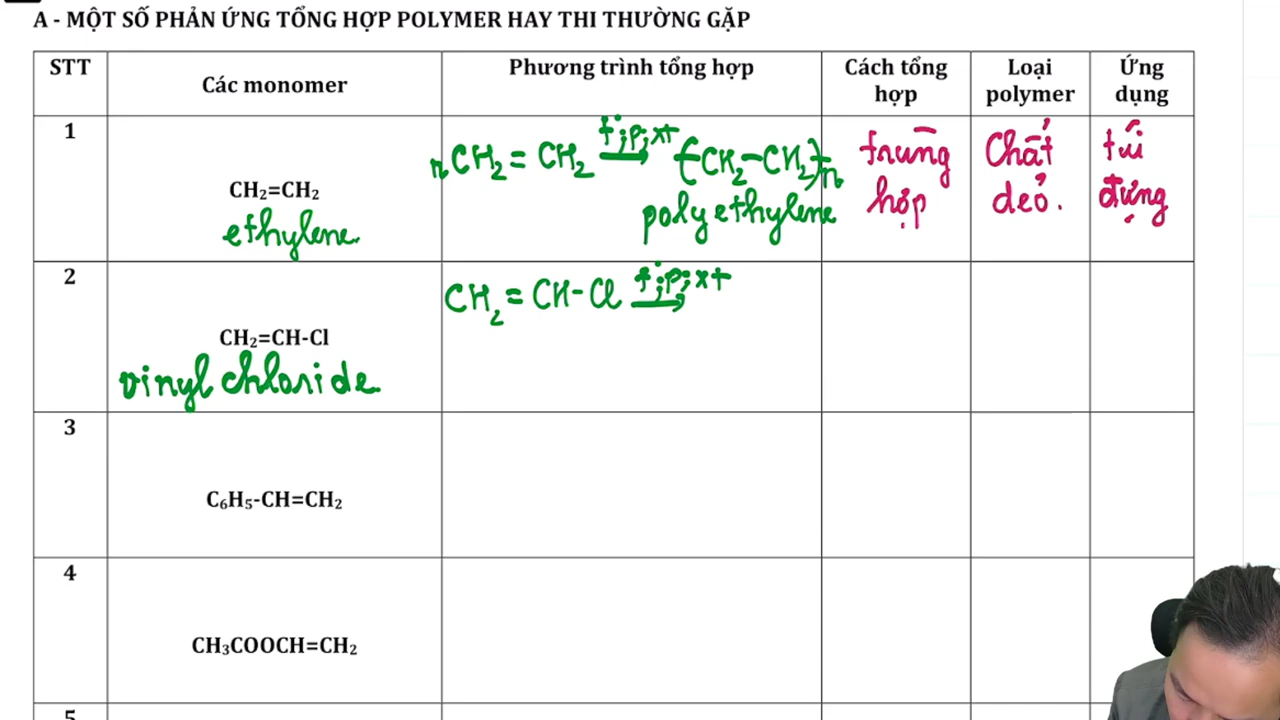 A - MỘT SỐ PHẢN ỨNG TỔNG HỢP POLYMER HAY THI THƯỜNG GẶP
STT Các monomer Phương trình tổng hợp Cách tổng hợp Loại polymer Ứng dụng
1
CH₂=CH₂
ethylene.
nCH₂ = CH₂ t°;p;xt (CH₂-CH₂)n
polyethylene
trùng
hợp
Chất
dẻo.
túi
đựng
2
CH₂=CH-Cl
vinyl chloride
CH₂ = CH-Cl t°;p;xt
3
C₆H₅-CH=CH₂
4
CH₃COOCH=CH₂
5